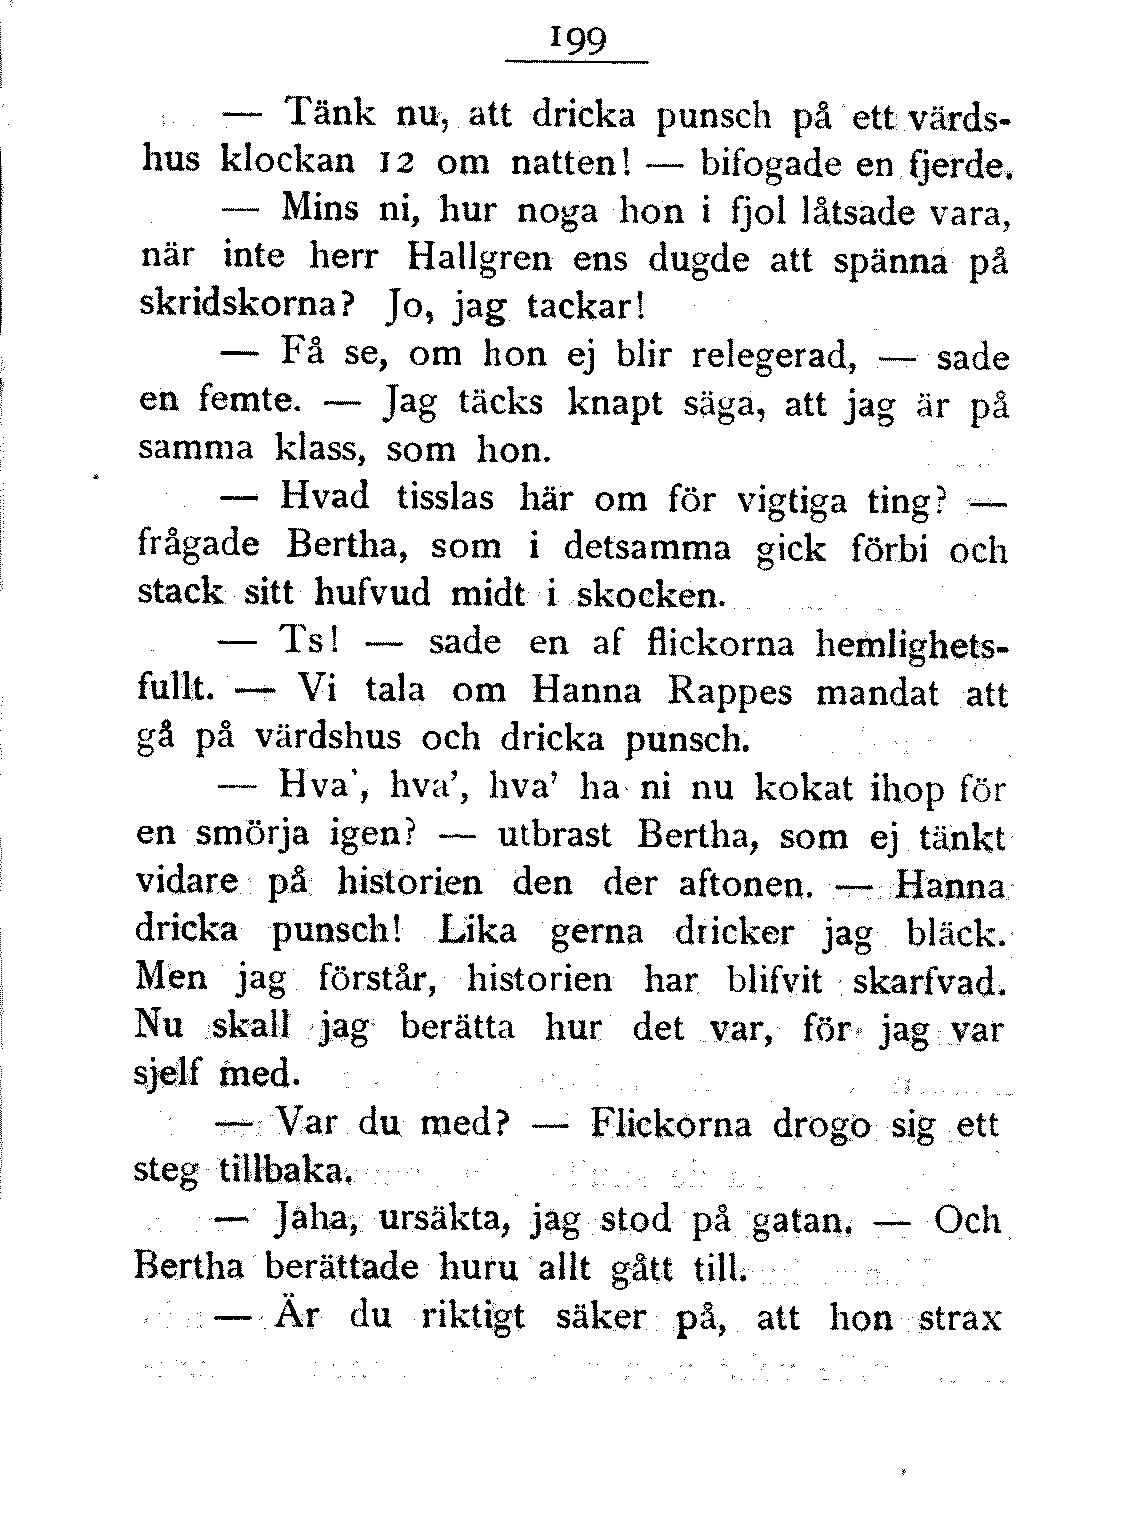 199
— Tänk nu, att dricka punsch på ett värds-
hus klockan 12 om natten! — bifogade en fjerde.
— Mins ni, hur noga hon i fjol låtsade vara,
när inte herr Hallgren ens dugde att spänna på
skridskorna? Jo, jag tackar!
— Få se, om hon ej blir relegerad, — sade
en femte. — Jag täcks knapt säga, att jag är på
samma klass, som hon.
— Hvad tisslas här om för vigtiga ting? —
frågade Bertha, som i detsamma gick förbi och
stack sitt hufvud midt i skocken.
— Ts! — sade en af flickorna hemlighets-
fullt. — Vi tala om Hanna Rappes mandat att
gå på värdshus och dricka punsch.
— Hva', hva', hva' ha ni nu kokat ihop för
en smörja igen? — utbrast Bertha, som ej tänkt
vidare på historien den der aftonen. — Hanna
dricka punsch! Lika gerna dricker jag bläck.
Men jag förstår, historien har blifvit skarfvad.
Nu skall jag berätta hur det var, för jag var
sjelf med.
— Var du med? — Flickorna drogo sig ett
steg tillbaka.
— Jaha, ursäkta, jag stod på gatan. — Och
Bertha berättade huru allt gått till.
— Är du riktigt säker på, att hon strax